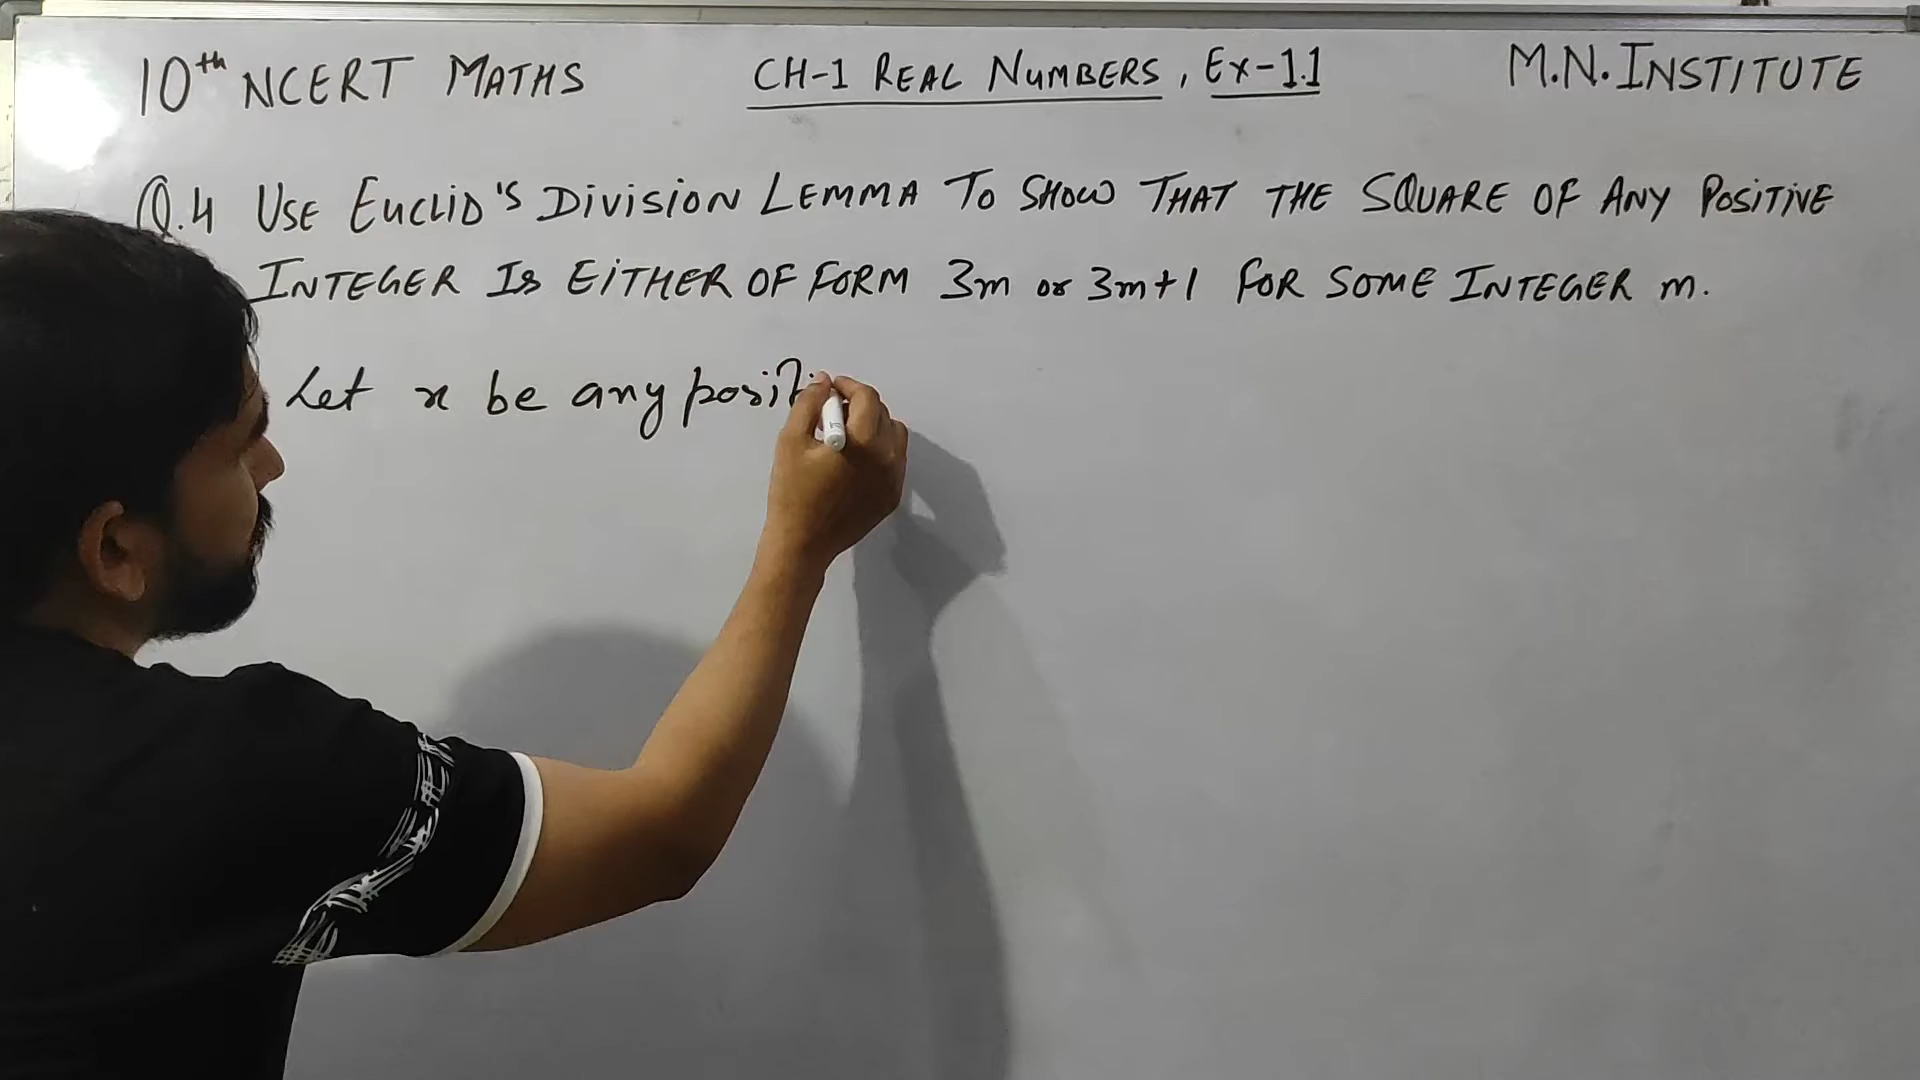 10th NCERT MATHS CH-1 REAL NUMBERS, Ex-1.1 M.N. INSTITUTE
Q.4 USE EUCLID'S DIVISION LEMMA TO SHOW THAT THE SQUARE OF ANY POSITIVE
INTEGER IS EITHER OF FORM 3m or 3m+1 FOR SOME INTEGER m.
Let x be any positi